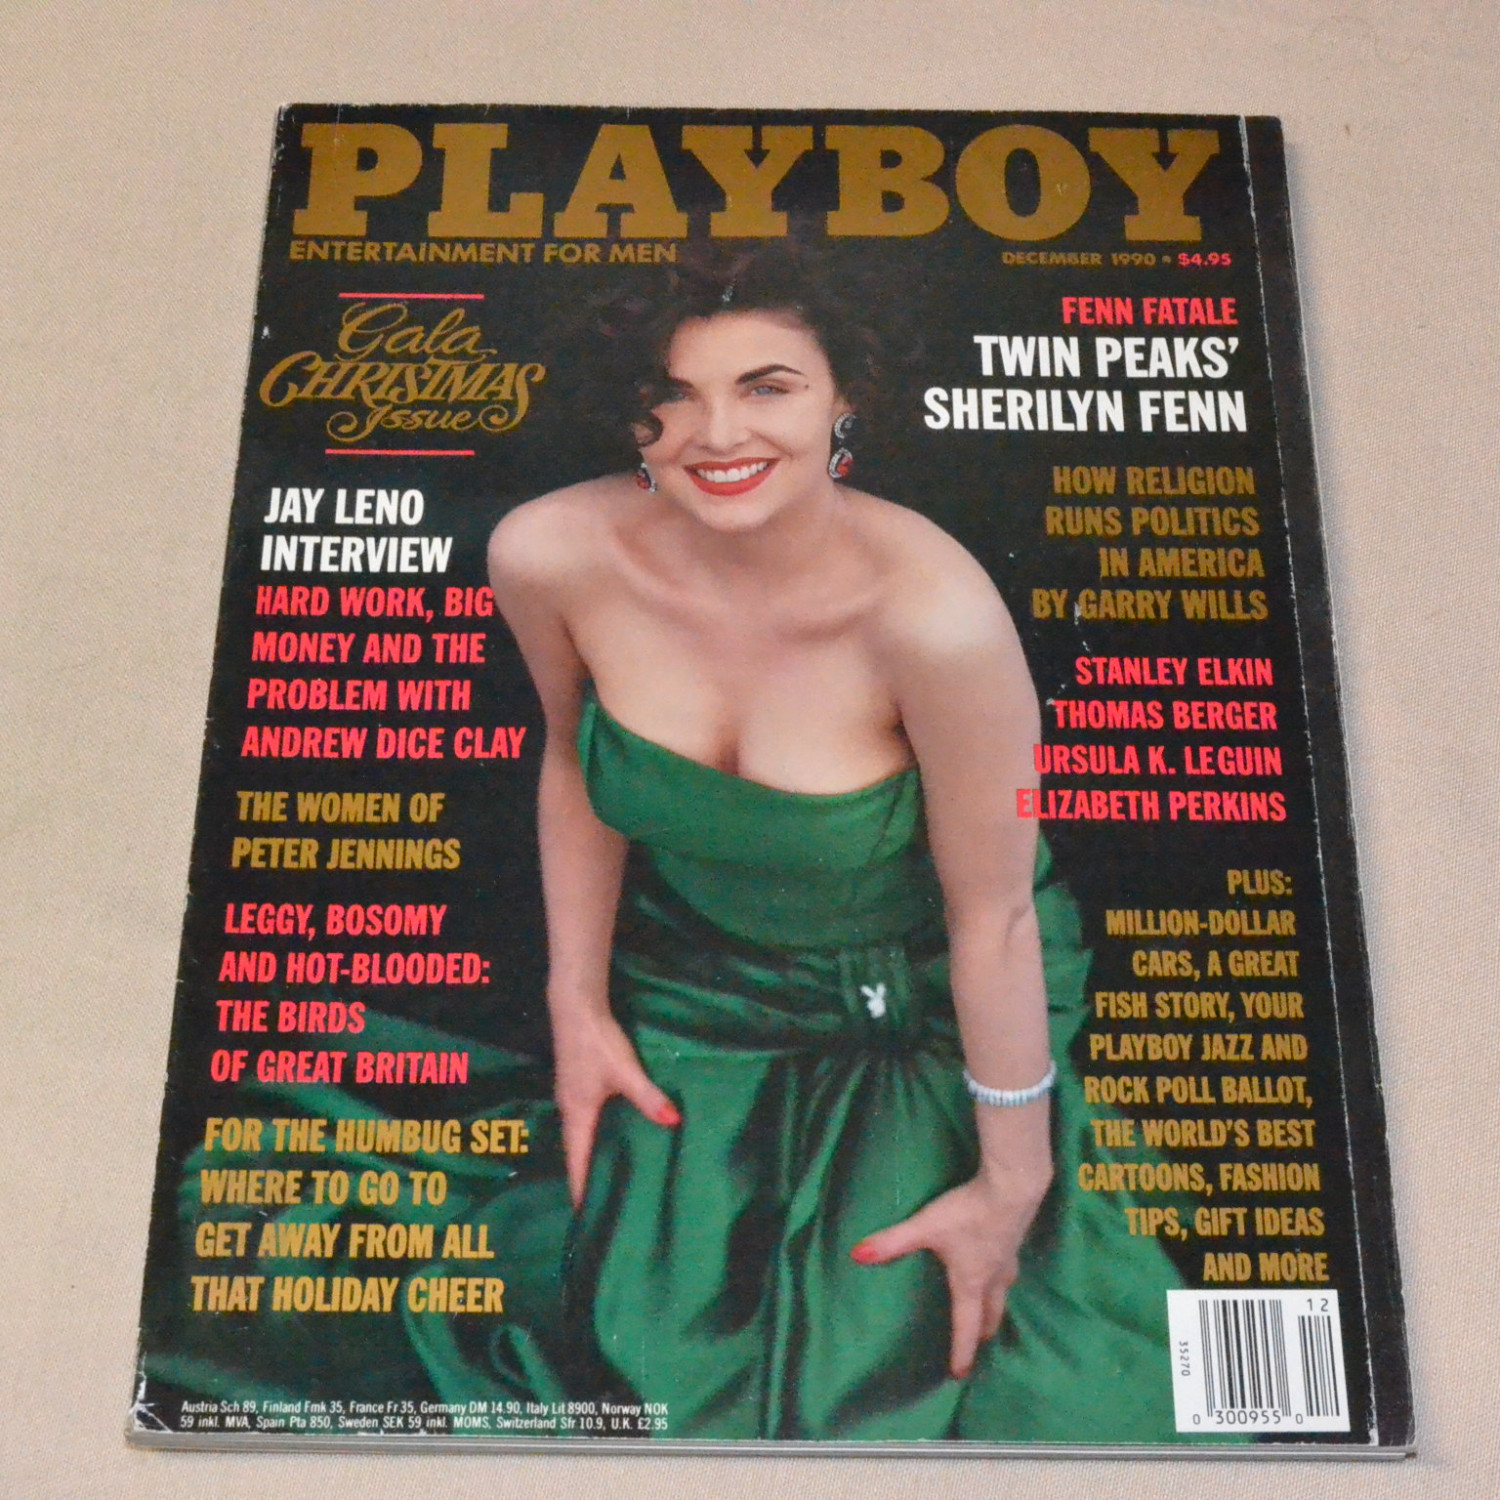 PLAYBOY
ENTERTAINMENT FOR MEN
DECEMBER 1990 • $4.95
Gala
CHRISTMAS
Issue
JAY LENO
INTERVIEW
HARD WORK, BIG
MONEY AND THE
PROBLEM WITH
ANDREW DICE CLAY
THE WOMEN OF
PETER JENNINGS
LEGGY, BOSOMY
AND HOT-BLOODED:
THE BIRDS
OF GREAT BRITAIN
FOR THE HUMBUG SET:
WHERE TO GO TO
GET AWAY FROM ALL
THAT HOLIDAY CHEER
FENN FATALE
TWIN PEAKS’
SHERILYN FENN
HOW RELIGION
RUNS POLITICS
IN AMERICA
BY GARRY WILLS
STANLEY ELKIN
THOMAS BERGER
URSULA K. LE GUIN
ELIZABETH PERKINS
PLUS:
MILLION-DOLLAR
CARS, A GREAT
FISH STORY, YOUR
PLAYBOY JAZZ AND
ROCK POLL BALLOT,
THE WORLD’S BEST
CARTOONS, FASHION
TIPS, GIFT IDEAS
AND MORE
Austria Sch 89, Finland Fmk 35, France Fr 35, Germany DM 14.90, Italy Lit 8900, Norway NOK
59 inkl. MVA, Spain Pta 850, Sweden SEK 59 inkl. MOMS, Switzerland Sfr 10.9, U.K. £2.95
12
35270
0 300955 0